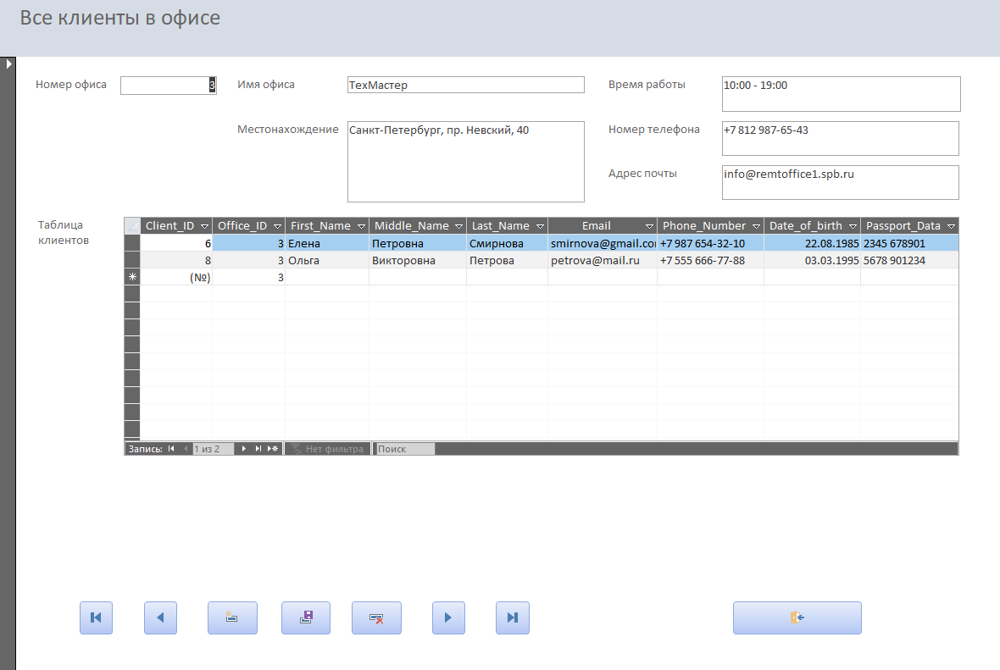 Все клиенты в офисе
Номер офиса 3 Имя офиса ТехМастер Время работы 10:00 - 19:00
Местонахождение Санкт-Петербург, пр. Невский, 40 Номер телефона +7 812 987-65-43
Адрес почты info@remtoffice1.spb.ru
Таблица
клиентов
Client_ID Office_ID First_Name Middle_Name Last_Name Email Phone_Number Date_of_birth Passport_Data
6 3 Елена Петровна Смирнова smirnova@gmail.co +7 987 654-32-10 22.08.1985 2345 678901
8 3 Ольга Викторовна Петрова petrova@mail.ru +7 555 666-77-88 03.03.1995 5678 901234
(№) 3
Запись: 1 из 2 Нет фильтра Поиск